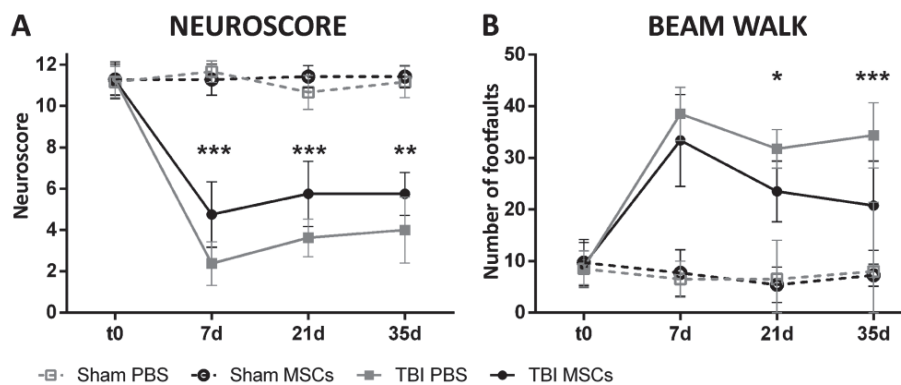 A NEUROSCORE
Neuroscore
12
10
8
6
4
2
0
*** *** **
t0 7d 21d 35d
B BEAM WALK
Number of footfaults
50
40
30
20
10
0
* ***
t0 7d 21d 35d
Sham PBS Sham MSCs TBI PBS TBI MSCs